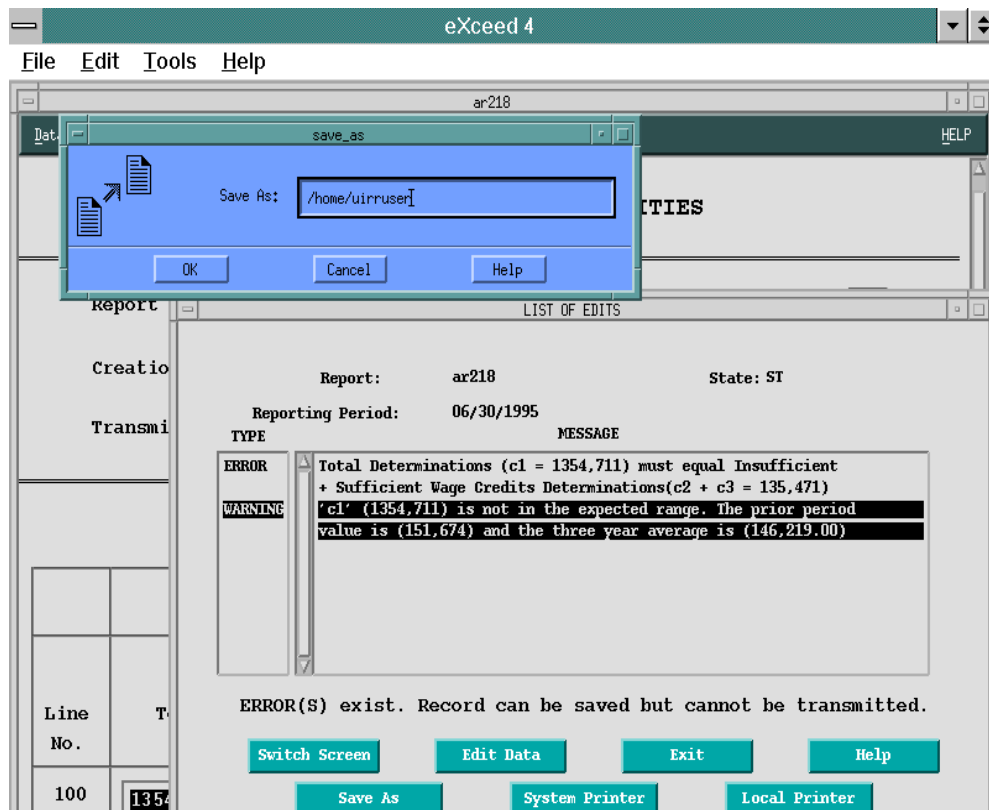 eXceed 4
File Edit Tools Help
ar218
HELP
save_as
Save As: /home/uirruser
OK Cancel Help
Report
LIST OF EDITS
Report: ar218 State: ST
Reporting Period: 06/30/1995
TYPE MESSAGE
ERROR Total Determinations (c1 = 1354,711) must equal Insufficient
+ Sufficient Wage Credits Determinations(c2 + c3 = 135,471)
WARNING 'c1' (1354,711) is not in the expected range. The prior period
value is (151,674) and the three year average is (146,219.00)
ERROR(S) exist. Record can be saved but cannot be transmitted.
Line
No.
Switch Screen Edit Data Exit Help
100
Save As System Printer Local Printer